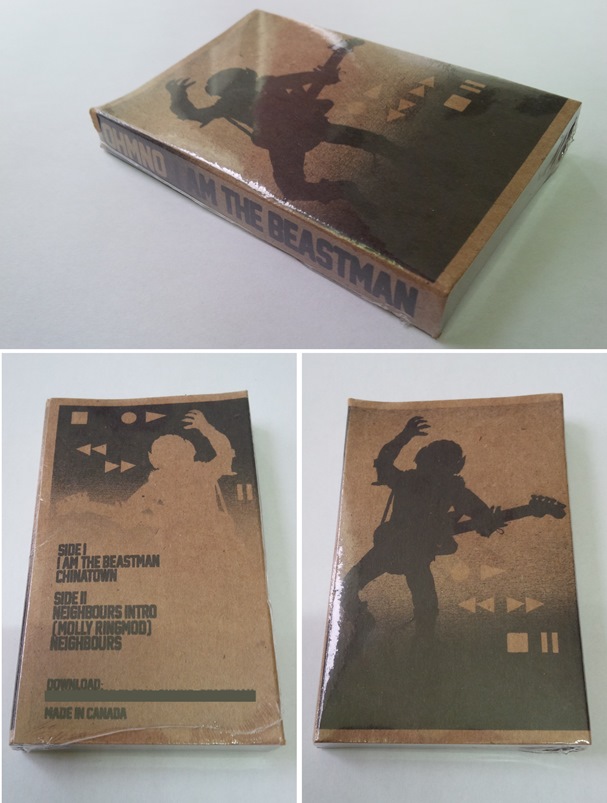 OHMNO I AM THE BEASTMAN
SIDE I
I AM THE BEASTMAN
CHINATOWN
SIDE II
NEIGHBOURS INTRO
(MOLLY RINGMOD)
NEIGHBOURS
DOWNLOAD:
MADE IN CANADA